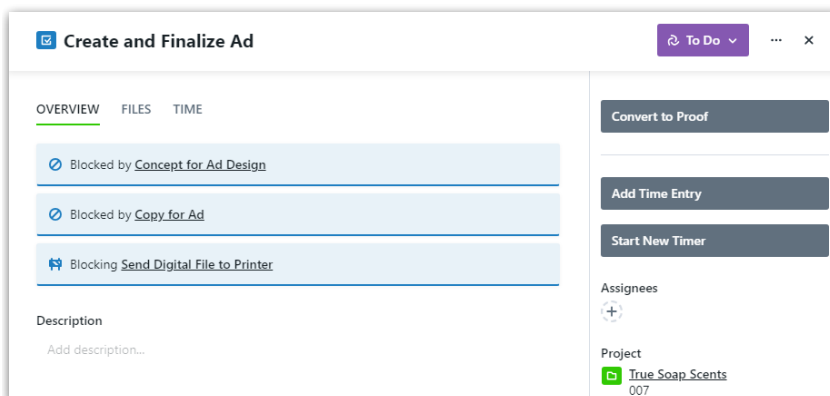 Create and Finalize Ad
To Do
OVERVIEW FILES TIME
Blocked by Concept for Ad Design
Blocked by Copy for Ad
Blocking Send Digital File to Printer
Description
Add description...
Convert to Proof
Add Time Entry
Start New Timer
Assignees
Project
True Soap Scents
007